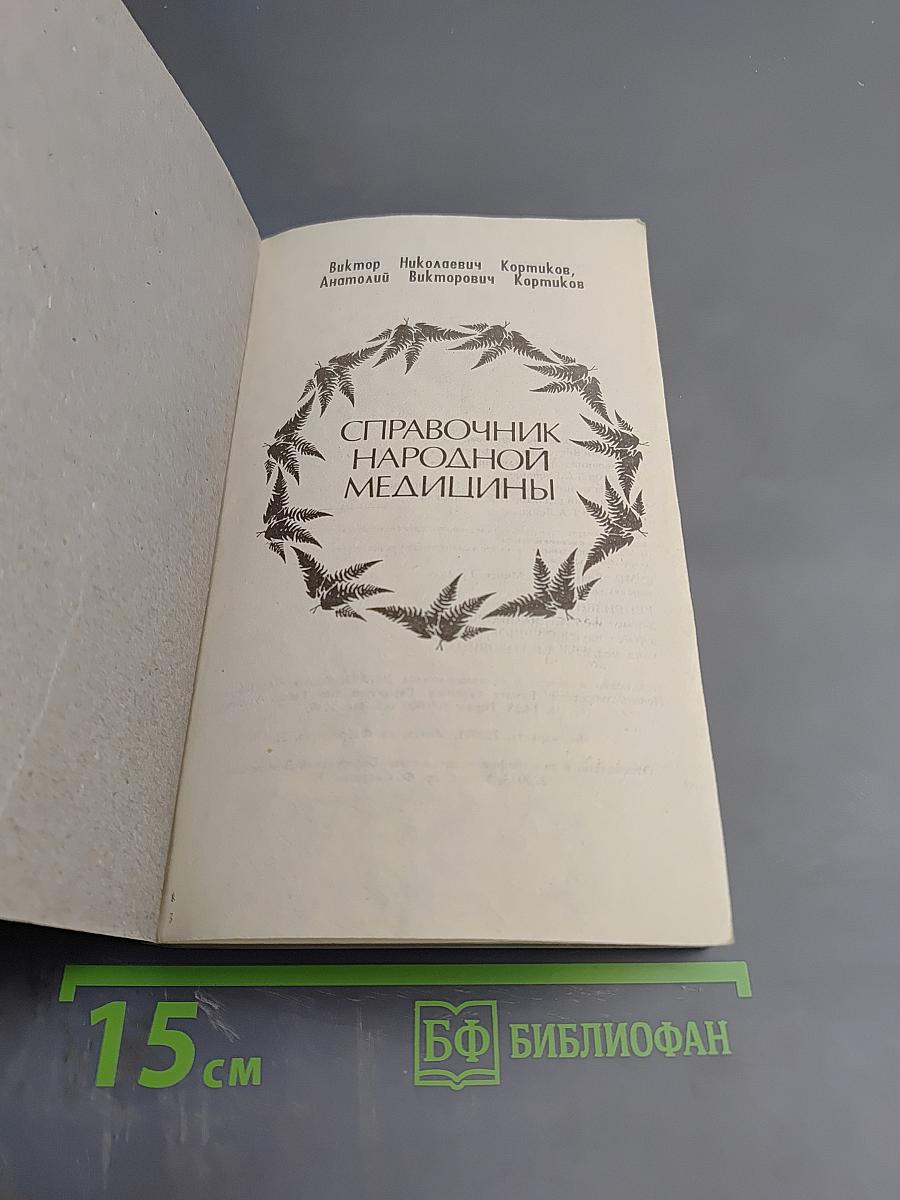 Виктор Николаевич Кортиков,
Анатолий Викторович Кортиков
СПРАВОЧНИК
НАРОДНОЙ
МЕДИЦИНЫ
15 см
БФ БИБЛИОФАН